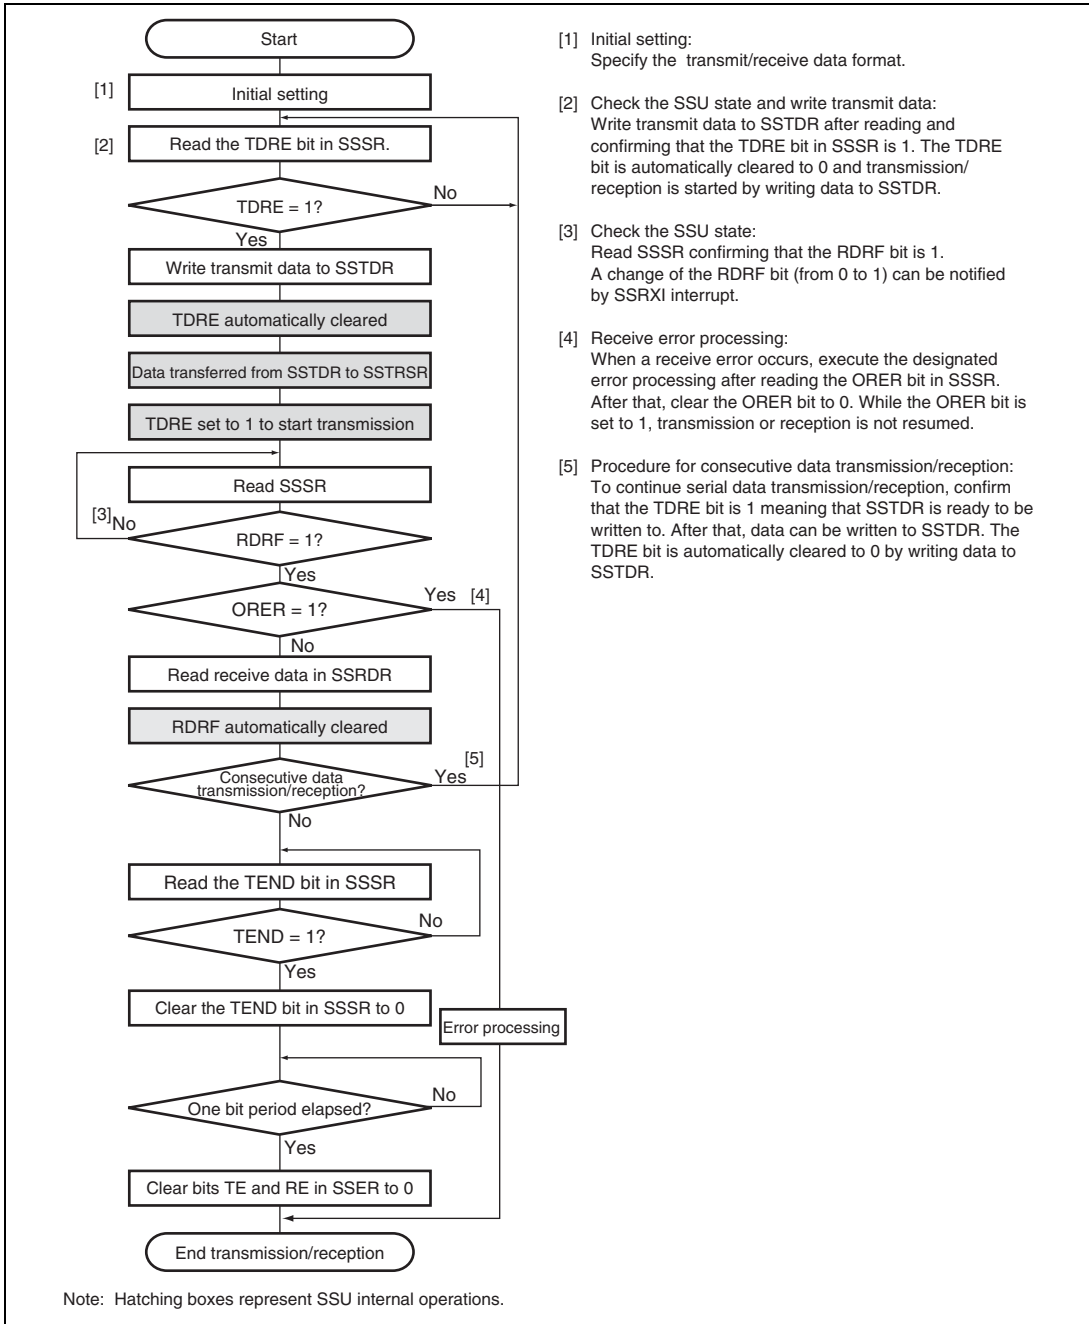 Start
[1] Initial setting
[2] Read the TDRE bit in SSSR.
TDRE = 1?
No
Yes
Write transmit data to SSTDR
TDRE automatically cleared
Data transferred from SSTDR to SSTRSR
TDRE set to 1 to start transmission
Read SSSR
[3] No
RDRF = 1?
Yes
ORER = 1?
Yes [4]
No
Read receive data in SSRDR
RDRF automatically cleared
Consecutive data
transmission/reception?
[5]
Yes
No
Read the TEND bit in SSSR
TEND = 1?
No
Yes
Clear the TEND bit in SSSR to 0
Error processing
One bit period elapsed?
No
Yes
Clear bits TE and RE in SSER to 0
End transmission/reception
[1] Initial setting:
Specify the transmit/receive data format.
[2] Check the SSU state and write transmit data:
Write transmit data to SSTDR after reading and
confirming that the TDRE bit in SSSR is 1. The TDRE
bit is automatically cleared to 0 and transmission/
reception is started by writing data to SSTDR.
[3] Check the SSU state:
Read SSSR confirming that the RDRF bit is 1.
A change of the RDRF bit (from 0 to 1) can be notified
by SSRXI interrupt.
[4] Receive error processing:
When a receive error occurs, execute the designated
error processing after reading the ORER bit in SSSR.
After that, clear the ORER bit to 0. While the ORER bit is
set to 1, transmission or reception is not resumed.
[5] Procedure for consecutive data transmission/reception:
To continue serial data transmission/reception, confirm
that the TDRE bit is 1 meaning that SSTDR is ready to be
written to. After that, data can be written to SSTDR. The
TDRE bit is automatically cleared to 0 by writing data to
SSTDR.
Note: Hatching boxes represent SSU internal operations.